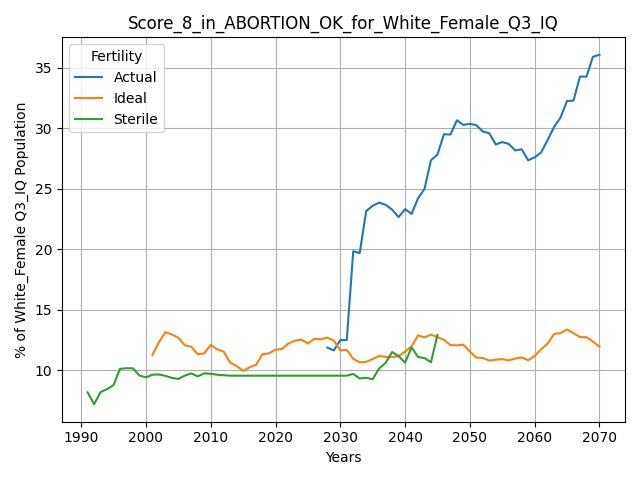 Score_8_in_ABORTION_OK_for_White_Female_Q3_IQ
Fertility
Actual
Ideal
Sterile
% of White_Female Q3_IQ Population
35
30
25
20
15
10
1990 2000 2010 2020 2030 2040 2050 2060 2070
Years